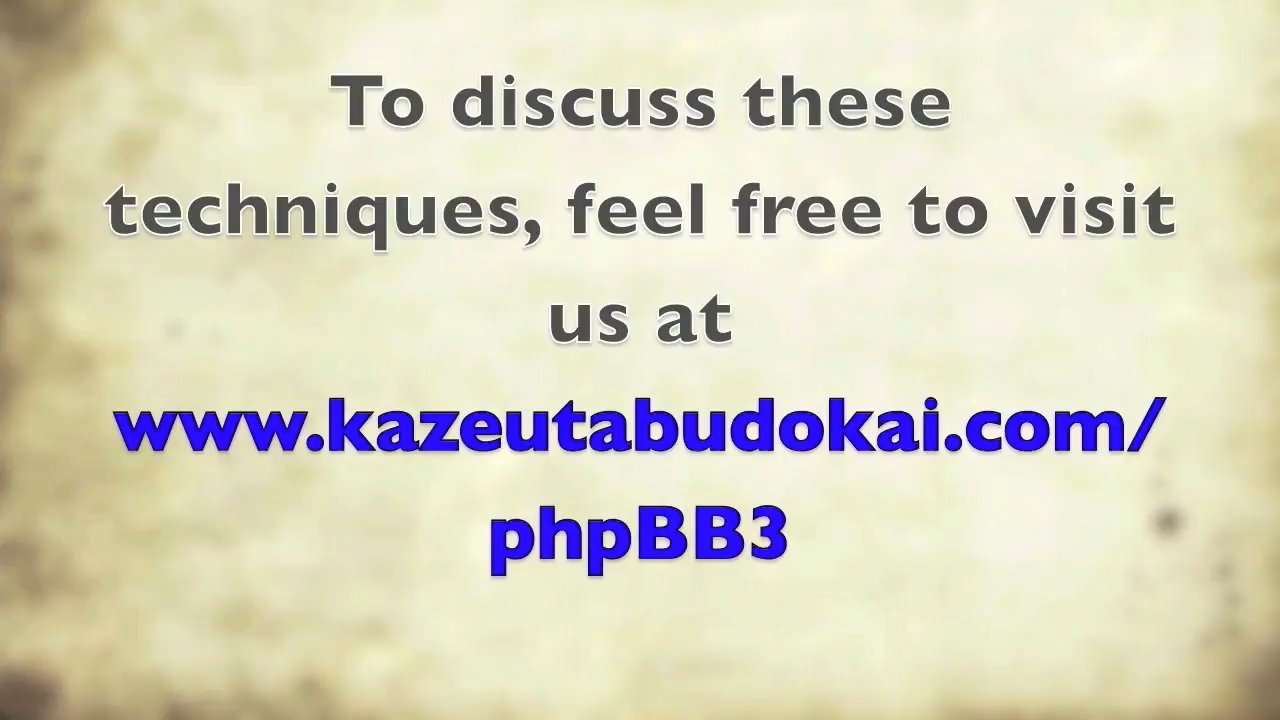 To discuss these
techniques, feel free to visit
us at
www.kazeutabudokai.com/
phpBB3